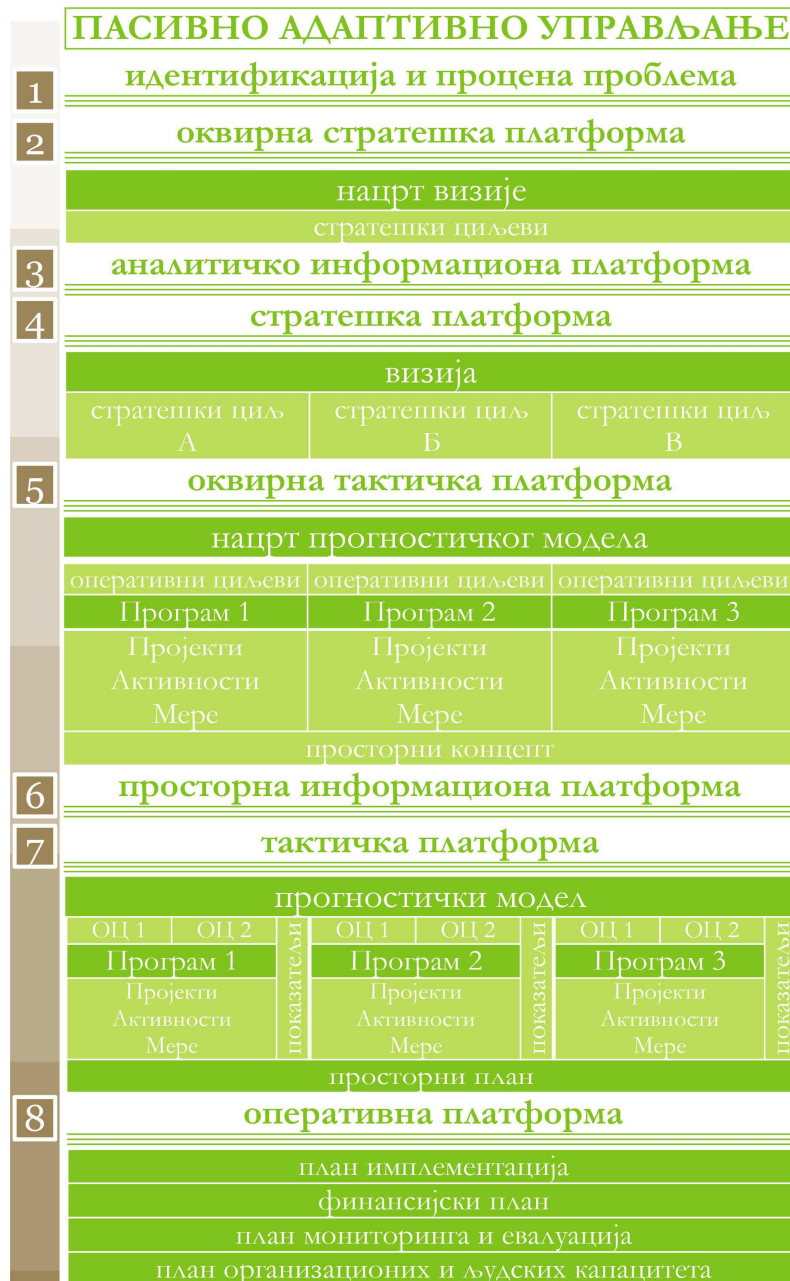 ПАСИВНО АДАПТИВНО УПРАВЉАЊЕ
1 идентификација и процена проблема
2 оквирна стратешка платформа
нацрт визије
стратешки циљеви
3 аналитичко информациона платформа
4 стратешка платформа
визија
стратешки циљ стратешки циљ стратешки циљ
А Б В
5 оквирна тактичка платформа
нацрт прогностичког модела
оперативни циљеви оперативни циљеви оперативни циљеви
Програм 1 Програм 2 Програм 3
Пројекти Пројекти Пројекти
Активности Активности Активности
Мере Мере Мере
просторни концепт
6 просторна информациона платформа
7 тактичка платформа
прогностички модел
ОЦ 1 ОЦ 2 показатељи ОЦ 1 ОЦ 2 показатељи ОЦ 1 ОЦ 2 показатељи
Програм 1 Програм 2 Програм 3
Пројекти Пројекти Пројекти
Активности Активности Активности
Мере Мере Мере
просторни план
8 оперативна платформа
план имплементација
финансијски план
план мониторинга и евалуација
план организационих и људских капацитета